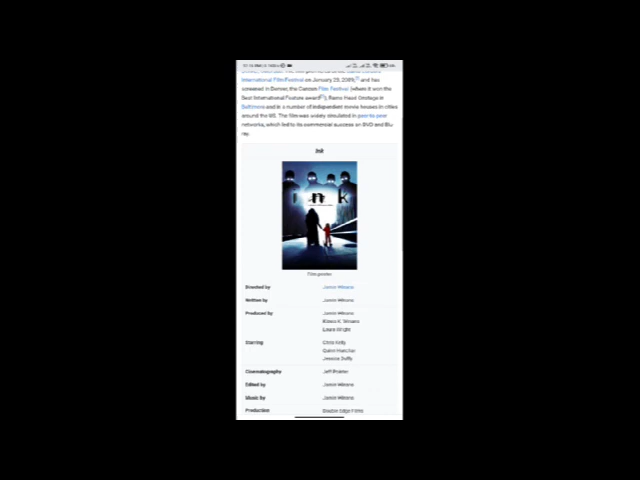 International Film Festival on January 23, 2009, and has
screened in Denver, the Cancun Film Festival (where it won the
Best International Feature award), Reims Head Onstage in
Baltimore and in a number of independent movie houses in cities
around the US. The film was widely circulated in peer-to-peer
networks, which led to its commercial success on DVD and Blu-
ray.
Ink
ink
Film poster
Directed by Jamin Winans
Written by Jamin Winans
Produced by Jamin Winans
Kiowa K. Winans
Laura Wright
Starring Chris Kelly
Quinn Hunchar
Jessica Duffy
Cinematography Jeff Pointer
Edited by Jamin Winans
Music by Jamin Winans
Production Double Edge Films